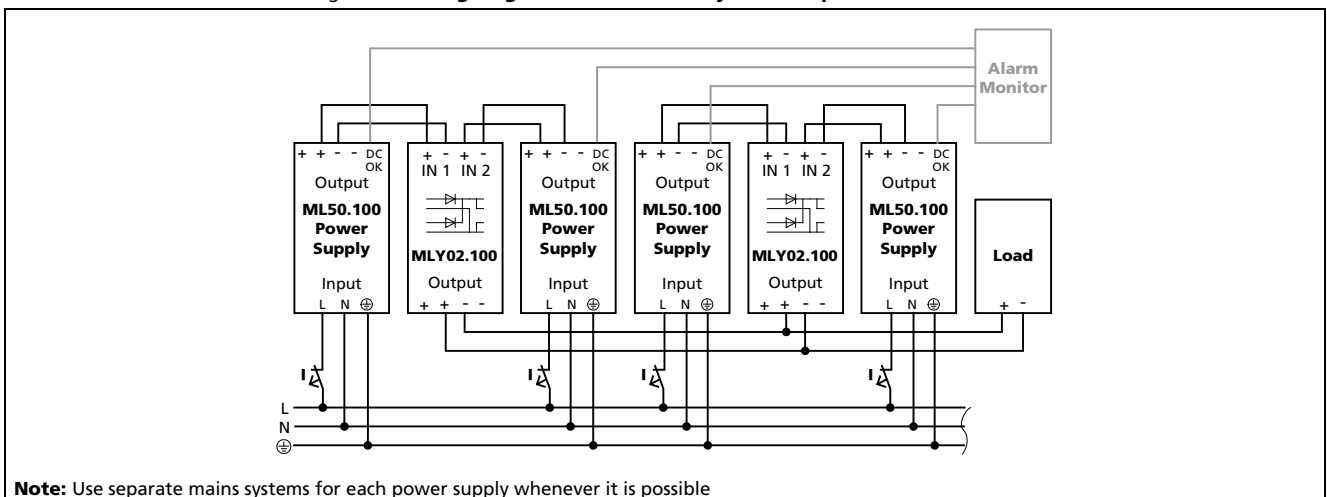 Alarm
Monitor
+ + - - DC
OK
Output
ML50.100
Power
Supply
Input
L N
+ - + -
IN 1 IN 2
MLY02.100
Output
+ + - -
+ + - - DC
OK
Output
ML50.100
Power
Supply
Input
L N
+ + - - DC
OK
Output
ML50.100
Power
Supply
Input
L N
+ - + -
IN 1 IN 2
MLY02.100
Output
+ + - -
+ + - - DC
OK
Output
ML50.100
Power
Supply
Input
L N
Load
+ -
I
I
I
I
L
N
Note: Use separate mains systems for each power supply whenever it is possible